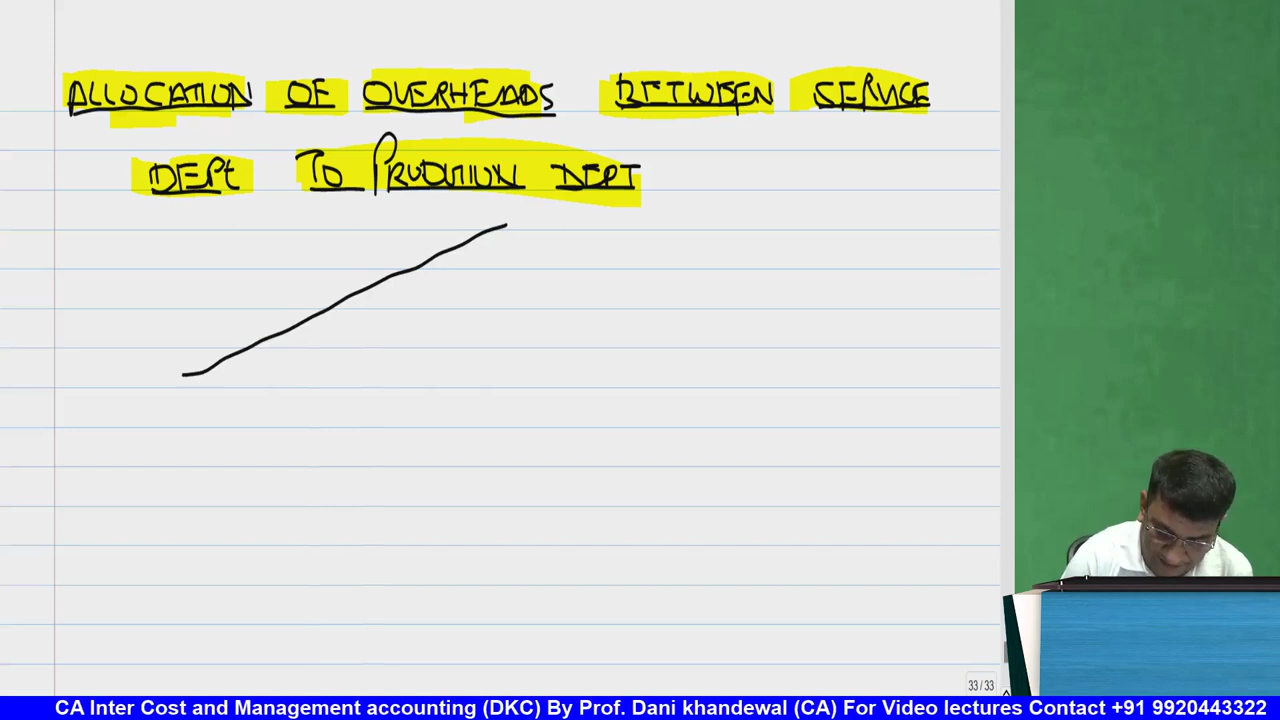 ALLOCATION OF OVERHEADS BETWEEN SERVICE
DEPt TO PRODUTION DEPT
33 / 33
CA Inter Cost and Management accounting (DKC) By Prof. Dani khandewal (CA) For Video lectures Contact +91 9920443322